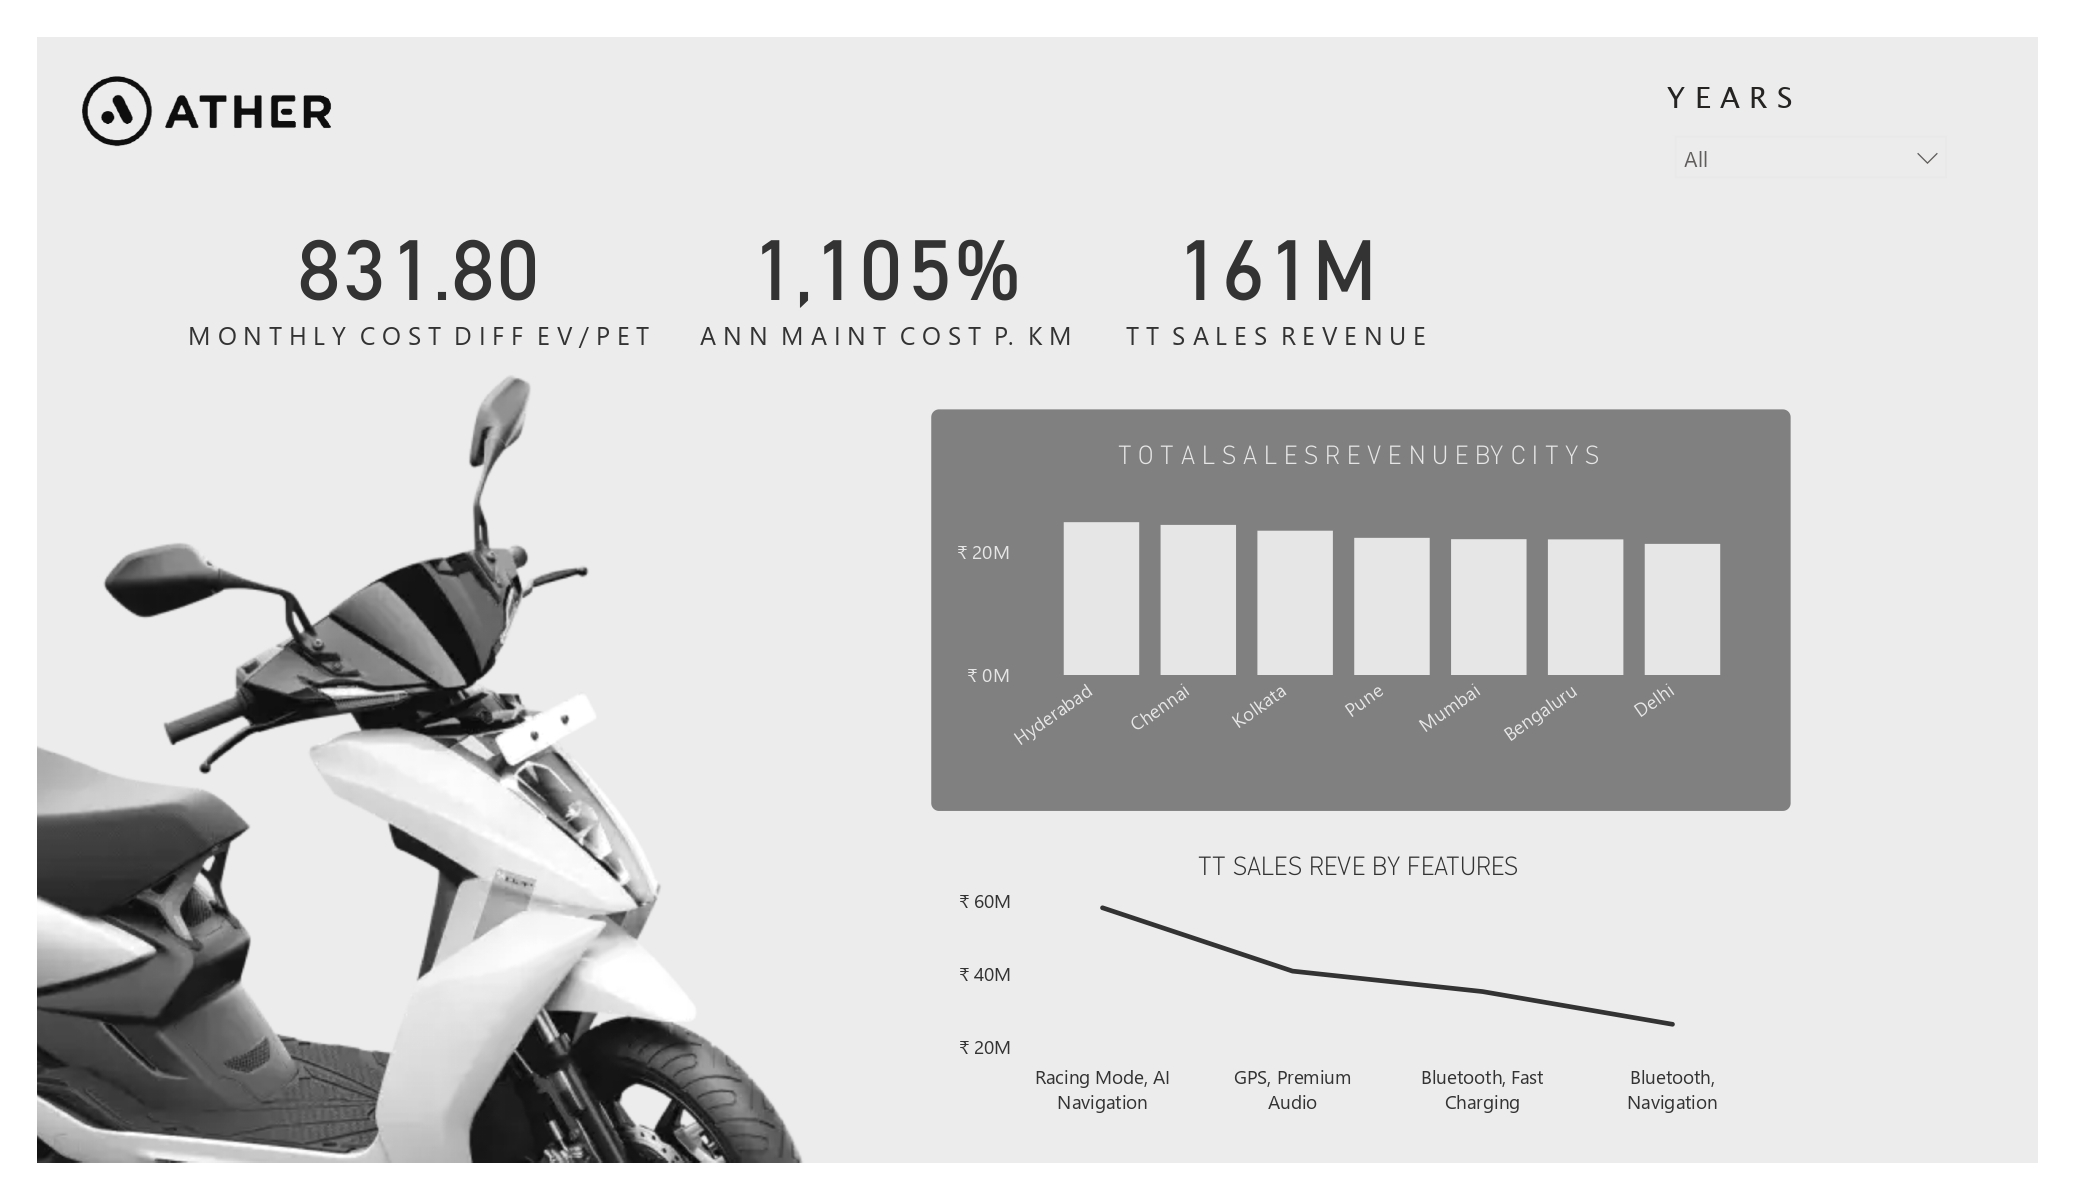 ATHER
YEARS
All
831.80
MONTHLY COST DIFF EV/PET
1,105%
ANN MAINT COST P. KM
161M
TT SALES REVENUE
TOTALSALESREVENUEBYCITYS
₹ 20M
₹ 0M
Hyderabad
Chennai
Kolkata
Pune
Mumbai
Bengaluru
Delhi
TT SALES REVE BY FEATURES
₹ 60M
₹ 40M
₹ 20M
Racing Mode, AI
Navigation
GPS, Premium
Audio
Bluetooth, Fast
Charging
Bluetooth,
Navigation